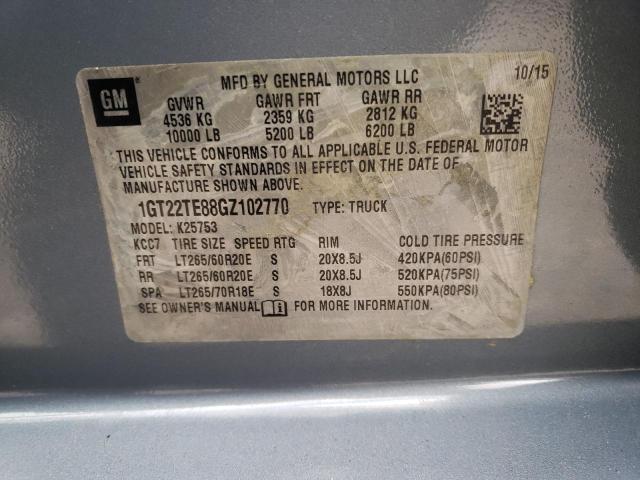 GM
MFD BY GENERAL MOTORS LLC 10/15
GVWR GAWR FRT GAWR RR
4536 KG 2359 KG 2812 KG
10000 LB 5200 LB 6200 LB
THIS VEHICLE CONFORMS TO ALL APPLICABLE U.S. FEDERAL MOTOR
VEHICLE SAFETY STANDARDS IN EFFECT ON THE DATE OF
MANUFACTURE SHOWN ABOVE.
1GT22TE88GZ102770 TYPE: TRUCK
MODEL: K25753
KCC7 TIRE SIZE SPEED RTG RIM COLD TIRE PRESSURE
FRT LT265/60R20E S 20X8.5J 420KPA(60PSI)
RR LT265/60R20E S 20X8.5J 520KPA(75PSI)
SPA LT265/70R18E S 18X8J 550KPA(80PSI)
SEE OWNER'S MANUAL FOR MORE INFORMATION.